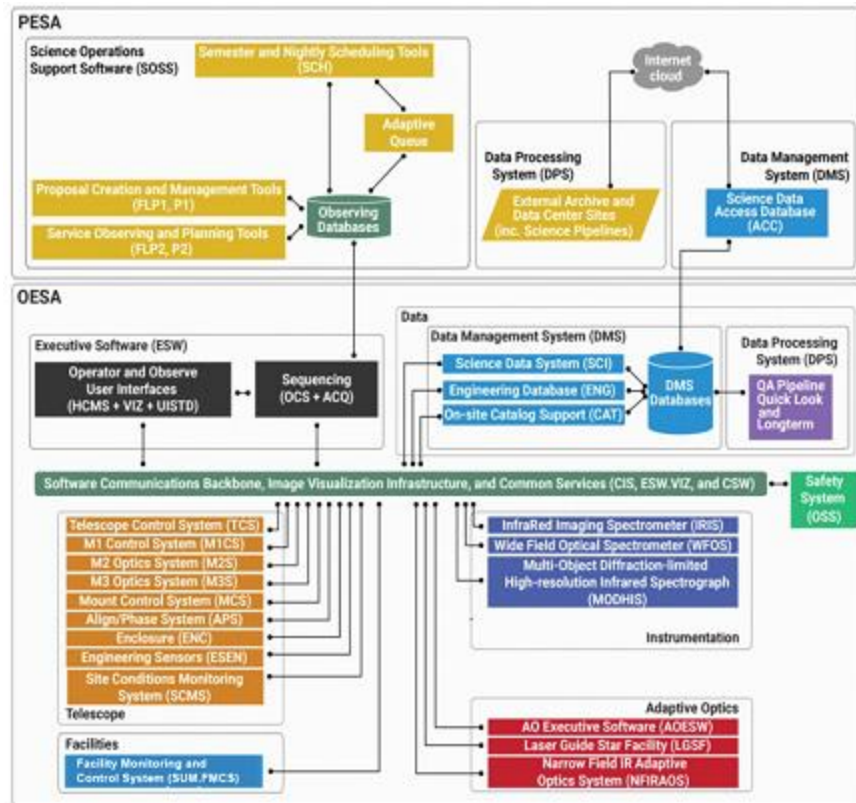 PESA
Science Operations
Support Software (SOSS)
Semester and Nightly Scheduling Tools
(SCH)
Adaptive
Queue
Proposal Creation and Management Tools
(FLP1, P1)
Service Observing and Planning Tools
(FLP2, P2)
Observing
Databases
Internet
cloud
Data Processing
System (DPS)
External Archive and
Data Center Sites
(inc. Science Pipelines)
Data Management
System (DMS)
Science Data
Access Database
(ACC)
OESA
Executive Software (ESW)
Operator and Observe
User Interfaces
(HCMS + VIZ + UISTD)
Sequencing
(OCS + ACQ)
Data
Data Management System (DMS)
Science Data System (SCI)
Engineering Database (ENG)
On-site Catalog Support (CAT)
DMS
Databases
Data Processing
System (DPS)
QA Pipeline
Quick Look
and
Longterm
Software Communications Backbone, Image Visualization Infrastructure, and Common Services (CIS, ESW.VIZ, and CSW)
Safety
System
(OSS)
Telescope Control System (TCS)
M1 Control System (M1CS)
M2 Optics System (M2S)
M3 Optics System (M3S)
Mount Control System (MCS)
Align/Phase System (APS)
Enclosure (ENC)
Engineering Sensors (ESEN)
Site Conditions Monitoring
System (SCMS)
Telescope
Facilities
Facility Monitoring and
Control System (SUM.FMCS)
InfraRed Imaging Spectrometer (IRIS)
Wide Field Optical Spectrometer (WFOS)
Multi-Object Diffraction-limited
High-resolution Infrared Spectrograph
(MODHIS)
Instrumentation
Adaptive Optics
AO Executive Software (AOESW)
Laser Guide Star Facility (LGSF)
Narrow Field IR Adaptive
Optics System (NFIRAOS)